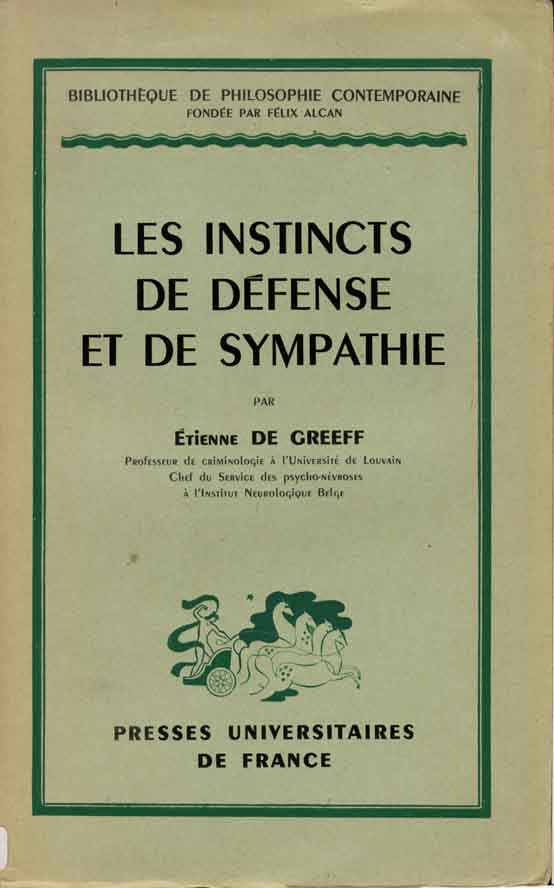 BIBLIOTHÈQUE DE PHILOSOPHIE CONTEMPORAINE
FONDÉE PAR FÉLIX ALCAN
LES INSTINCTS
DE DÉFENSE
ET DE SYMPATHIE
PAR
Étienne DE GREEFF
Professeur de criminologie à l'Université de Louvain
Chef du Service des psycho-névroses
à l'Institut Neurologique Belge
PRESSES UNIVERSITAIRES
DE FRANCE